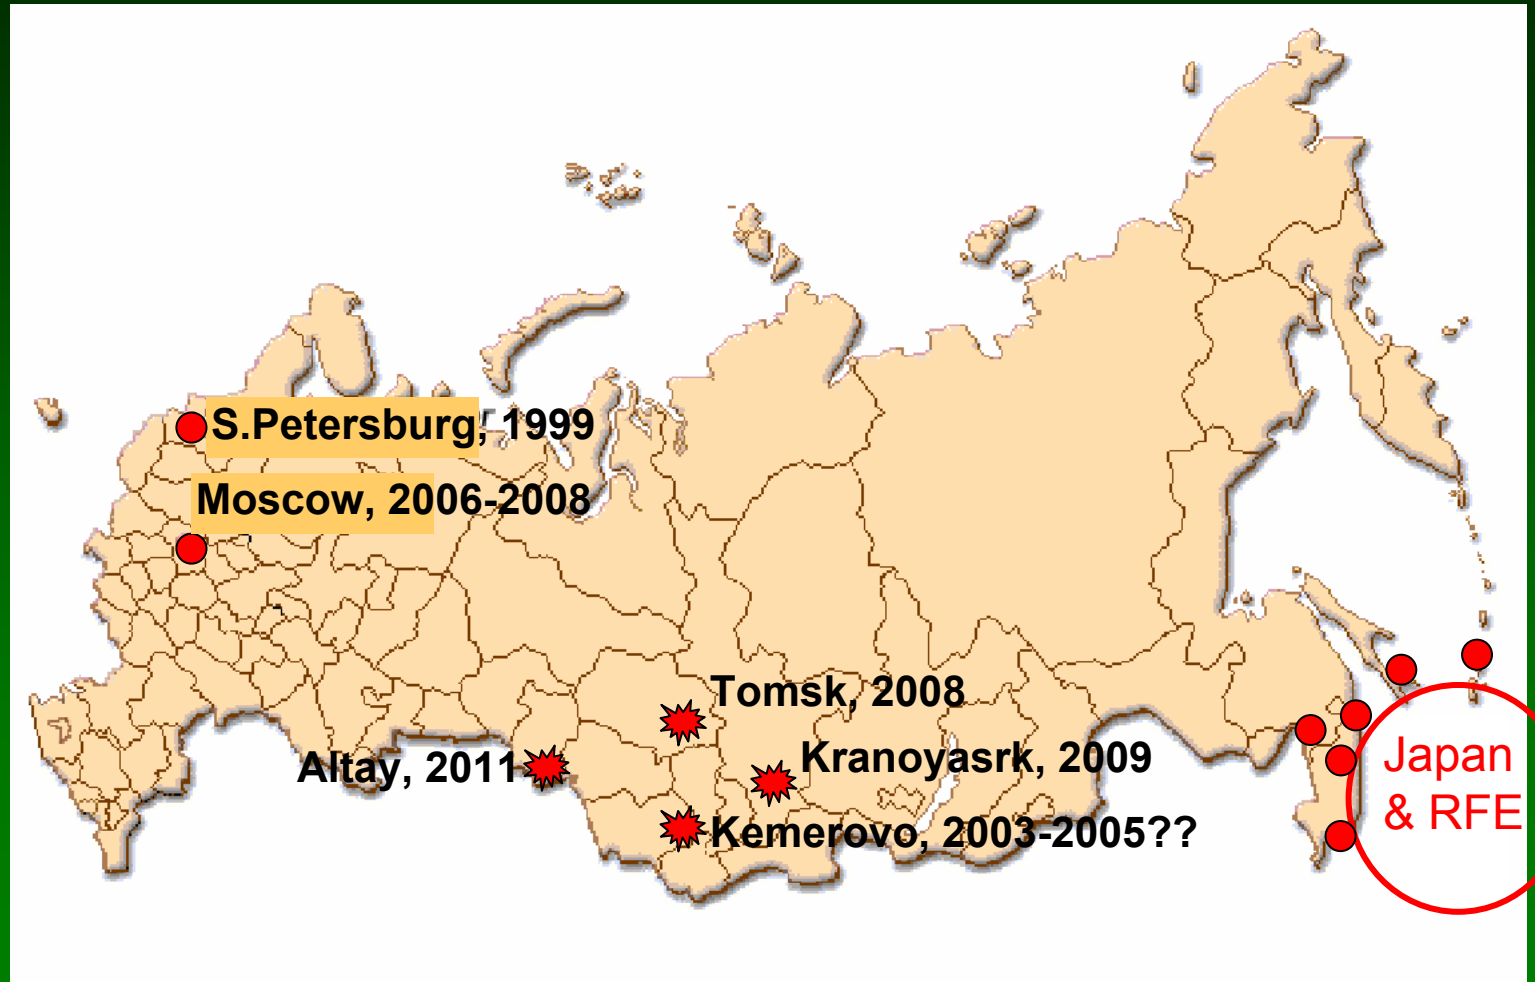 S.Petersburg, 1999
Moscow, 2006-2008
Tomsk, 2008
Altay, 2011
Kranoyasrk, 2009
Kemerovo, 2003-2005??
Japan
& RFE